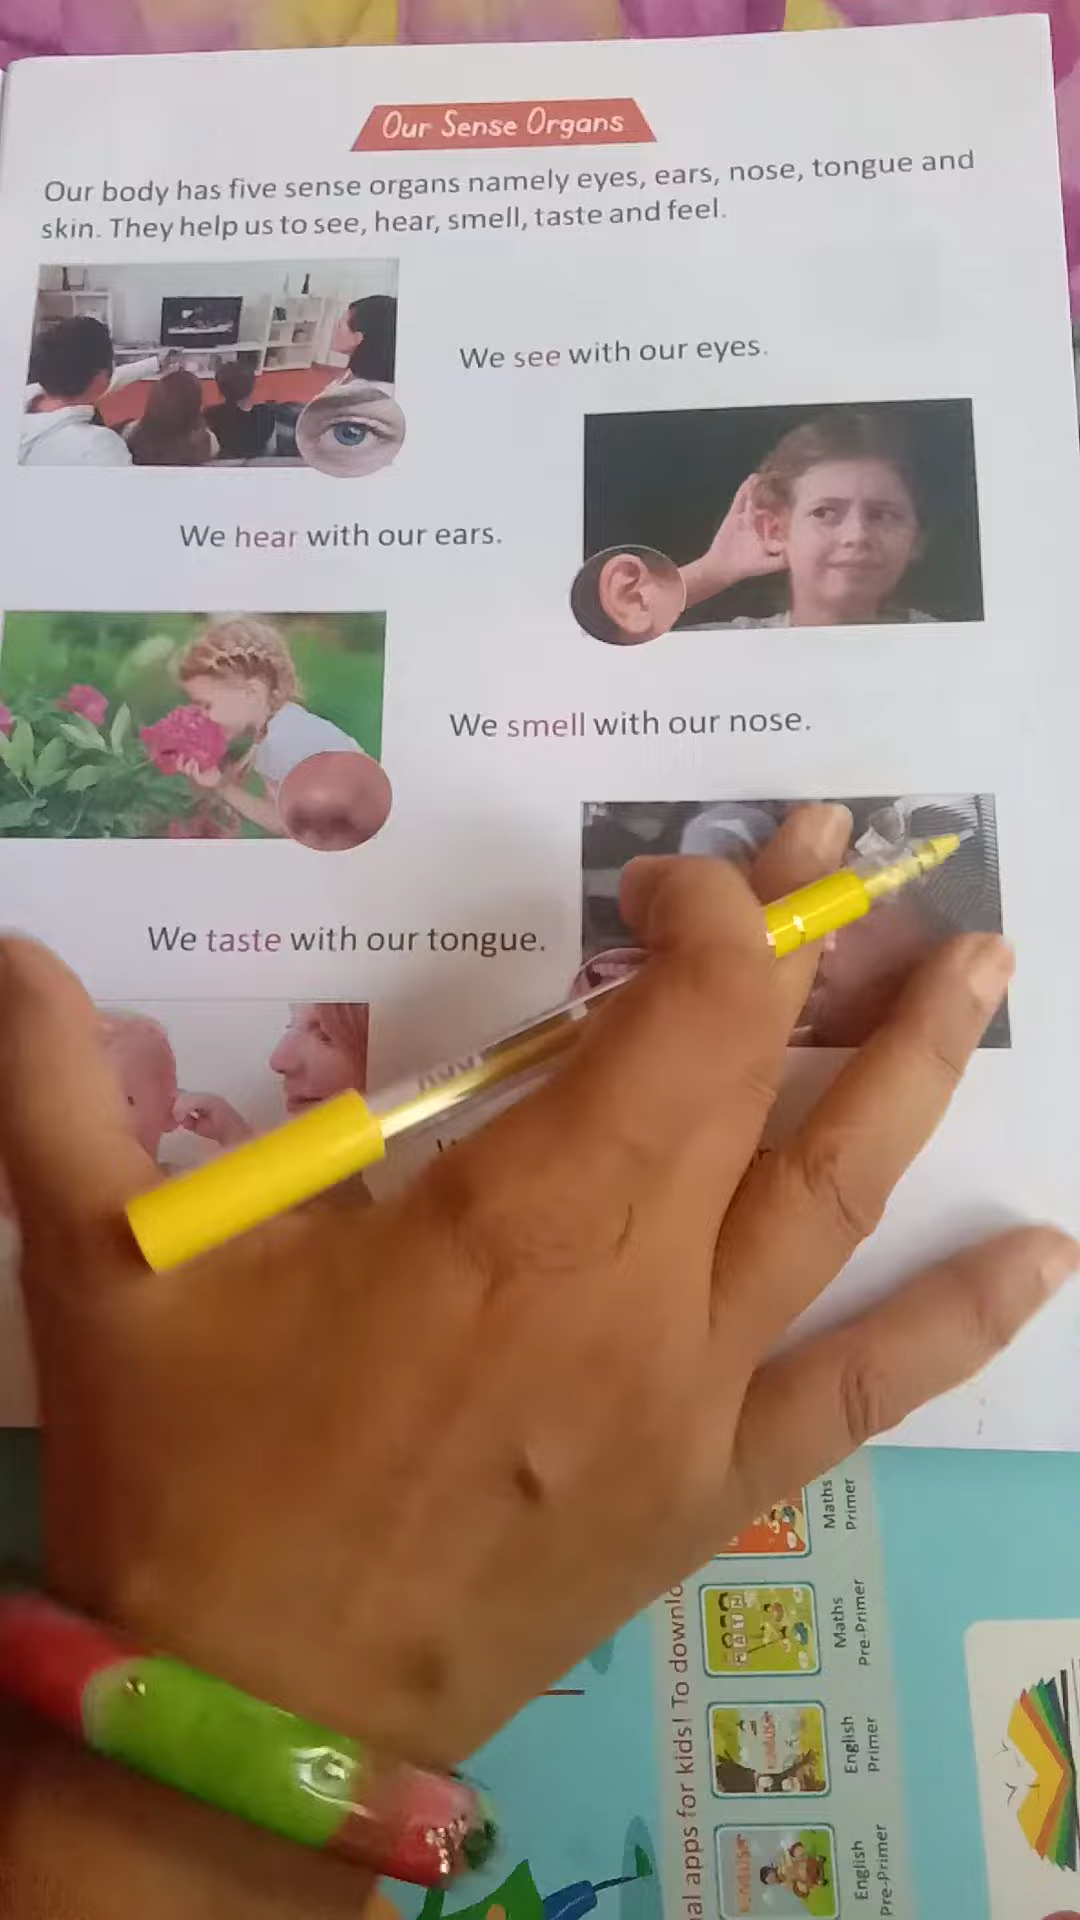 Our Sense Organs
Our body has five sense organs namely eyes, ears, nose, tongue and
skin. They help us to see, hear, smell, taste and feel.
We see with our eyes.
We hear with our ears.
We smell with our nose.
We taste with our tongue.
apps for kids! To
Maths
Primer
Maths
Pre-Primer
English
Primer
English
Pre-Primer